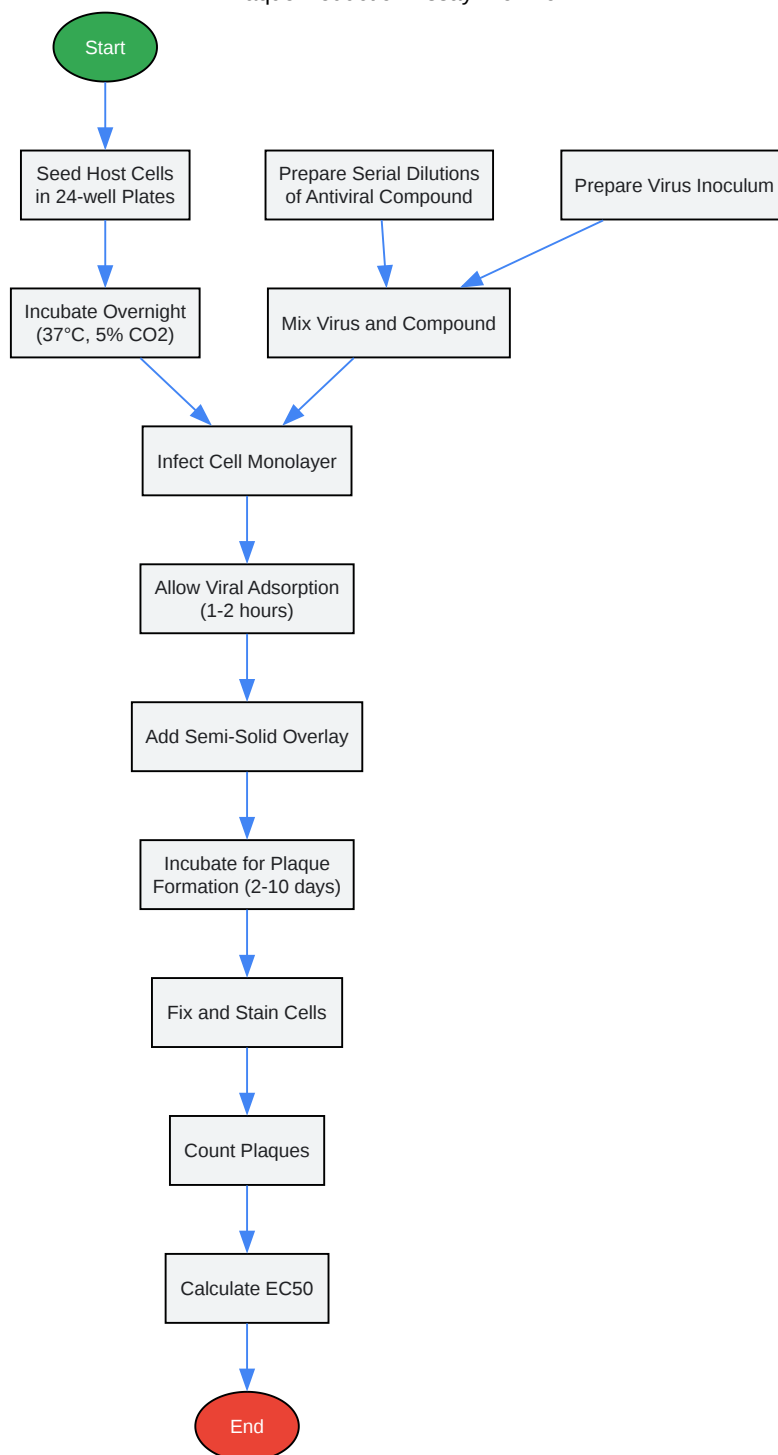 Start
Seed Host Cells
in 24-well Plates
Prepare Serial Dilutions
of Antiviral Compound
Prepare Virus Inoculum
Incubate Overnight
(37°C, 5% CO2)
Mix Virus and Compound
Infect Cell Monolayer
Allow Viral Adsorption
(1-2 hours)
Add Semi-Solid Overlay
Incubate for Plaque
Formation (2-10 days)
Fix and Stain Cells
Count Plaques
Calculate EC50
End